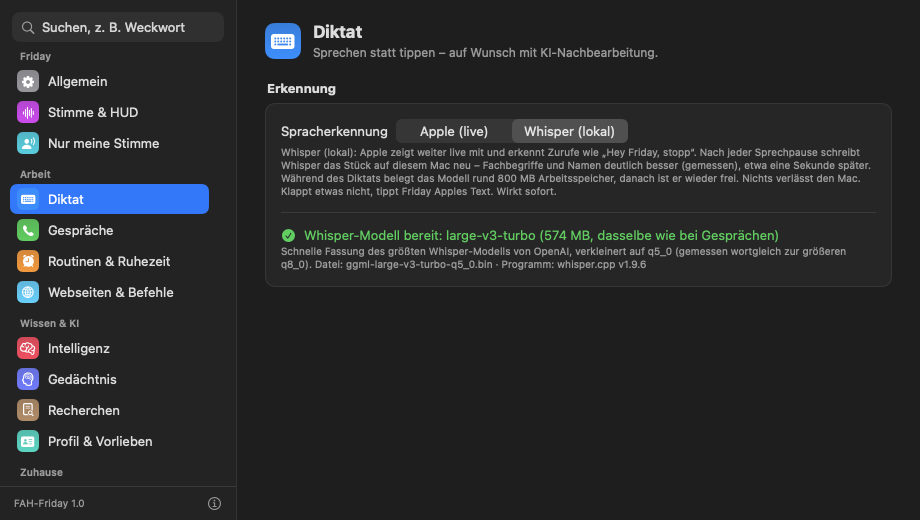 Suchen, z. B. Weckwort
Friday
Allgemein
Stimme & HUD
Nur meine Stimme
Arbeit
Diktat
Gespräche
Routinen & Ruhezeit
Webseiten & Befehle
Wissen & KI
Intelligenz
Gedächtnis
Recherchen
Profil & Vorlieben
Zuhause
FAH-Friday 1.0
Diktat
Sprechen statt tippen – auf Wunsch mit KI-Nachbearbeitung.
Erkennung
Spracherkennung Apple (live) Whisper (lokal)
Whisper (lokal): Apple zeigt weiter live mit und erkennt Zurufe wie „Hey Friday, stopp“. Nach jeder Sprechpause schreibt
Whisper das Stück auf diesem Mac neu – Fachbegriffe und Namen deutlich besser (gemessen), etwa eine Sekunde später.
Während des Diktats belegt das Modell rund 800 MB Arbeitsspeicher, danach ist er wieder frei. Nichts verlässt den Mac.
Klappt etwas nicht, tippt Friday Apples Text. Wirkt sofort.
Whisper-Modell bereit: large-v3-turbo (574 MB, dasselbe wie bei Gesprächen)
Schnelle Fassung des größten Whisper-Modells von OpenAI, verkleinert auf q5_0 (gemessen wortgleich zur größeren
q8_0). Datei: ggml-large-v3-turbo-q5_0.bin · Programm: whisper.cpp v1.9.6